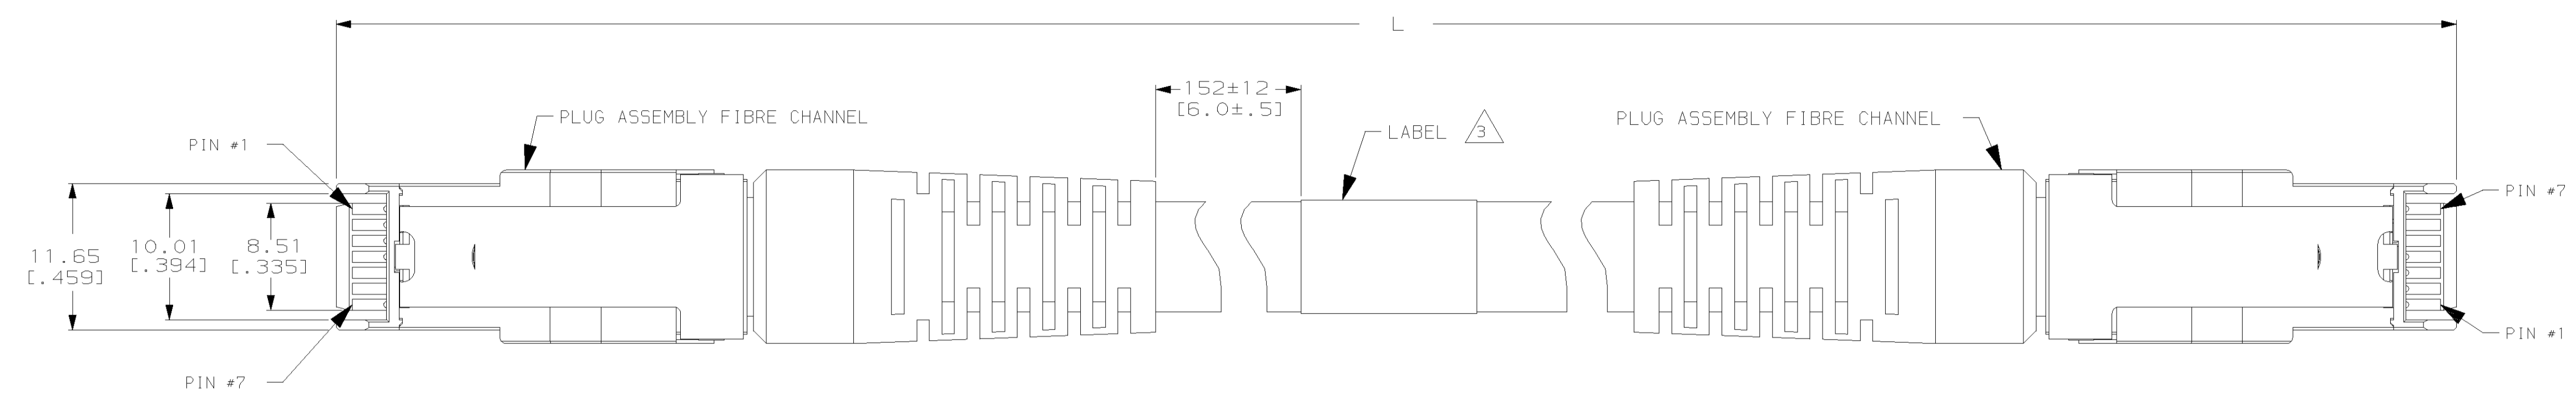 L
152±12
[6.0±.5]
PLUG ASSEMBLY FIBRE CHANNEL
PLUG ASSEMBLY FIBRE CHANNEL
LABEL 3
PIN #1
PIN #7
11.65
[.459]
10.01
[.394]
8.51
[.335]
PIN #1
PIN #7